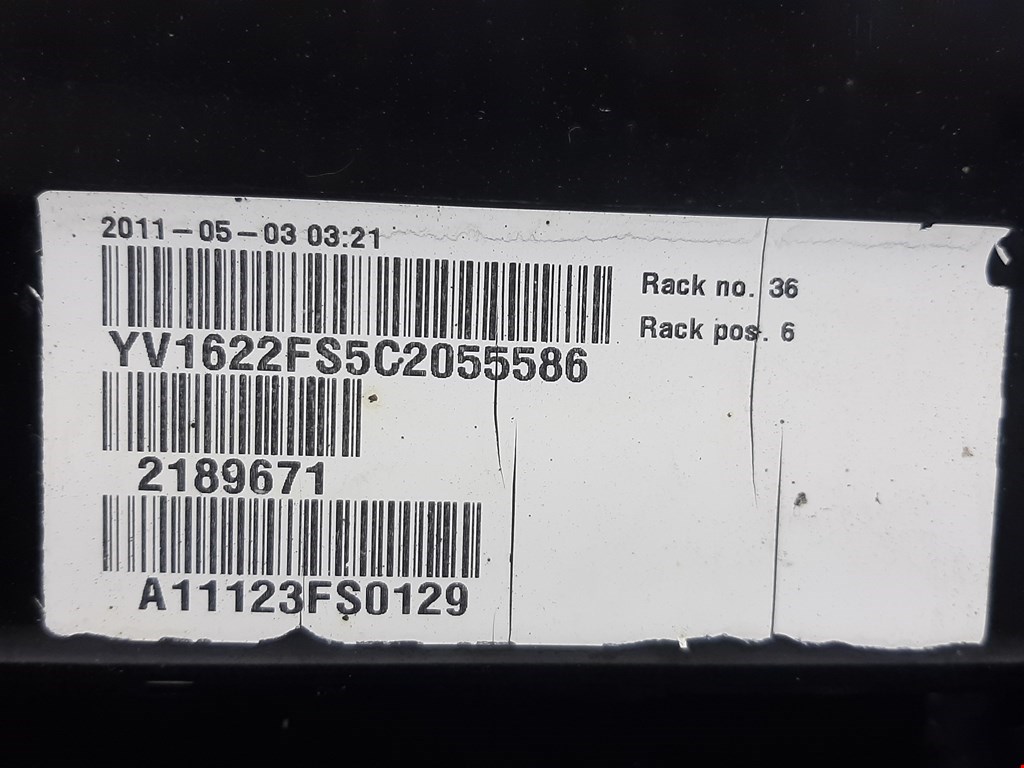 2011-05-03 03:21
Rack no. 36
YV1622FS5C2055586
Rack pos. 6
2189671
A11123FS0129